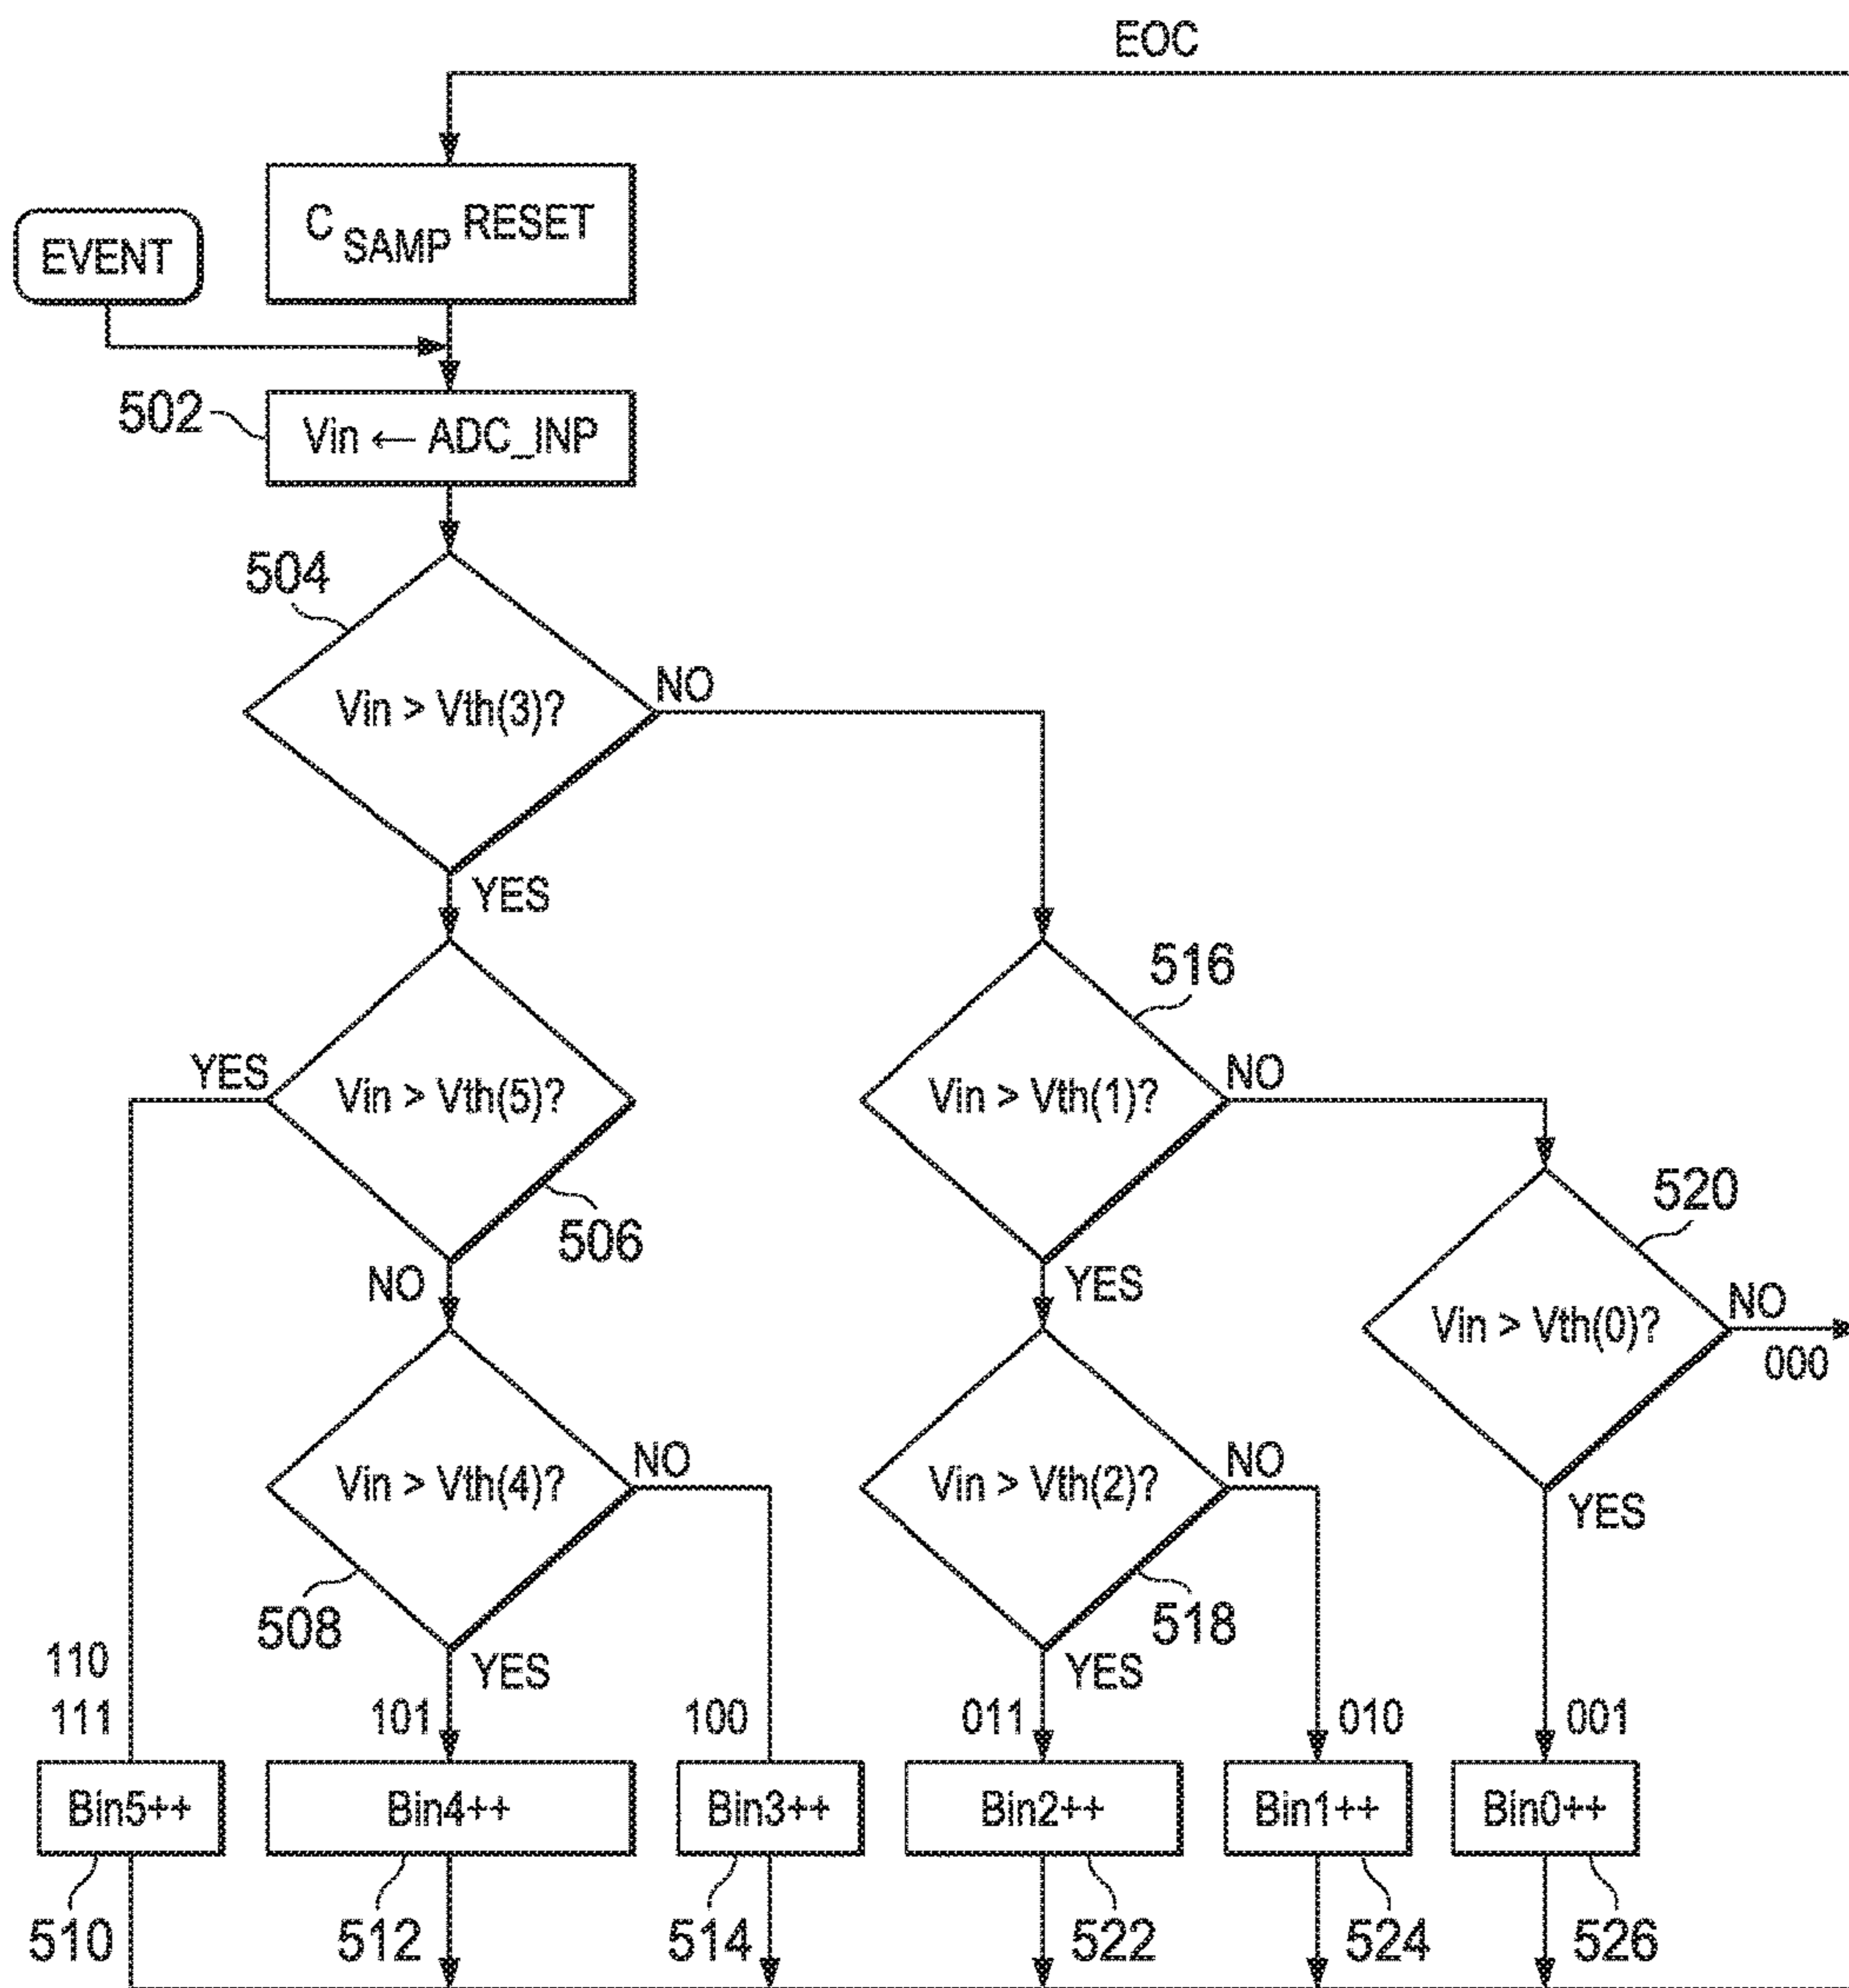 EOC
C SAMP RESET
EVENT
502
Vin ← ADC_INP
504
Vin > Vth(3)?
NO
YES
516
YES
Vin > Vth(5)?
Vin > Vth(1)?
NO
520
506
NO
YES
Vin > Vth(0)?
NO
000
Vin > Vth(4)?
NO
Vin > Vth(2)?
NO
YES
508
518
110
YES
YES
111
101
100
011
010
001
Bin5++
Bin4++
Bin3++
Bin2++
Bin1++
Bin0++
510
512
514
522
524
526